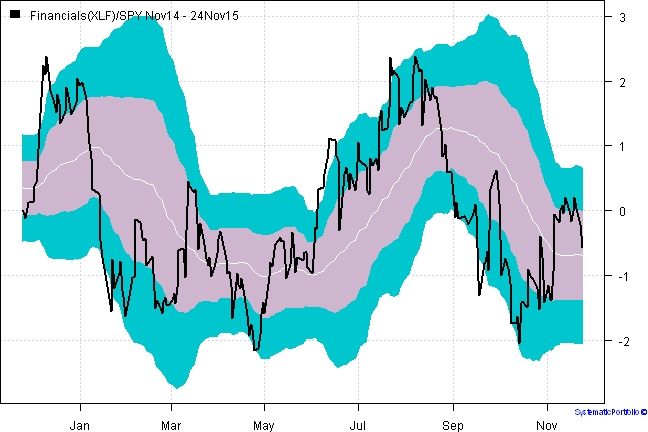 Financials(XLF)/SPY Nov14 - 24Nov15
3
2
1
0
-1
-2
Jan Mar May Jul Sep Nov
SystematicPortfolio ©